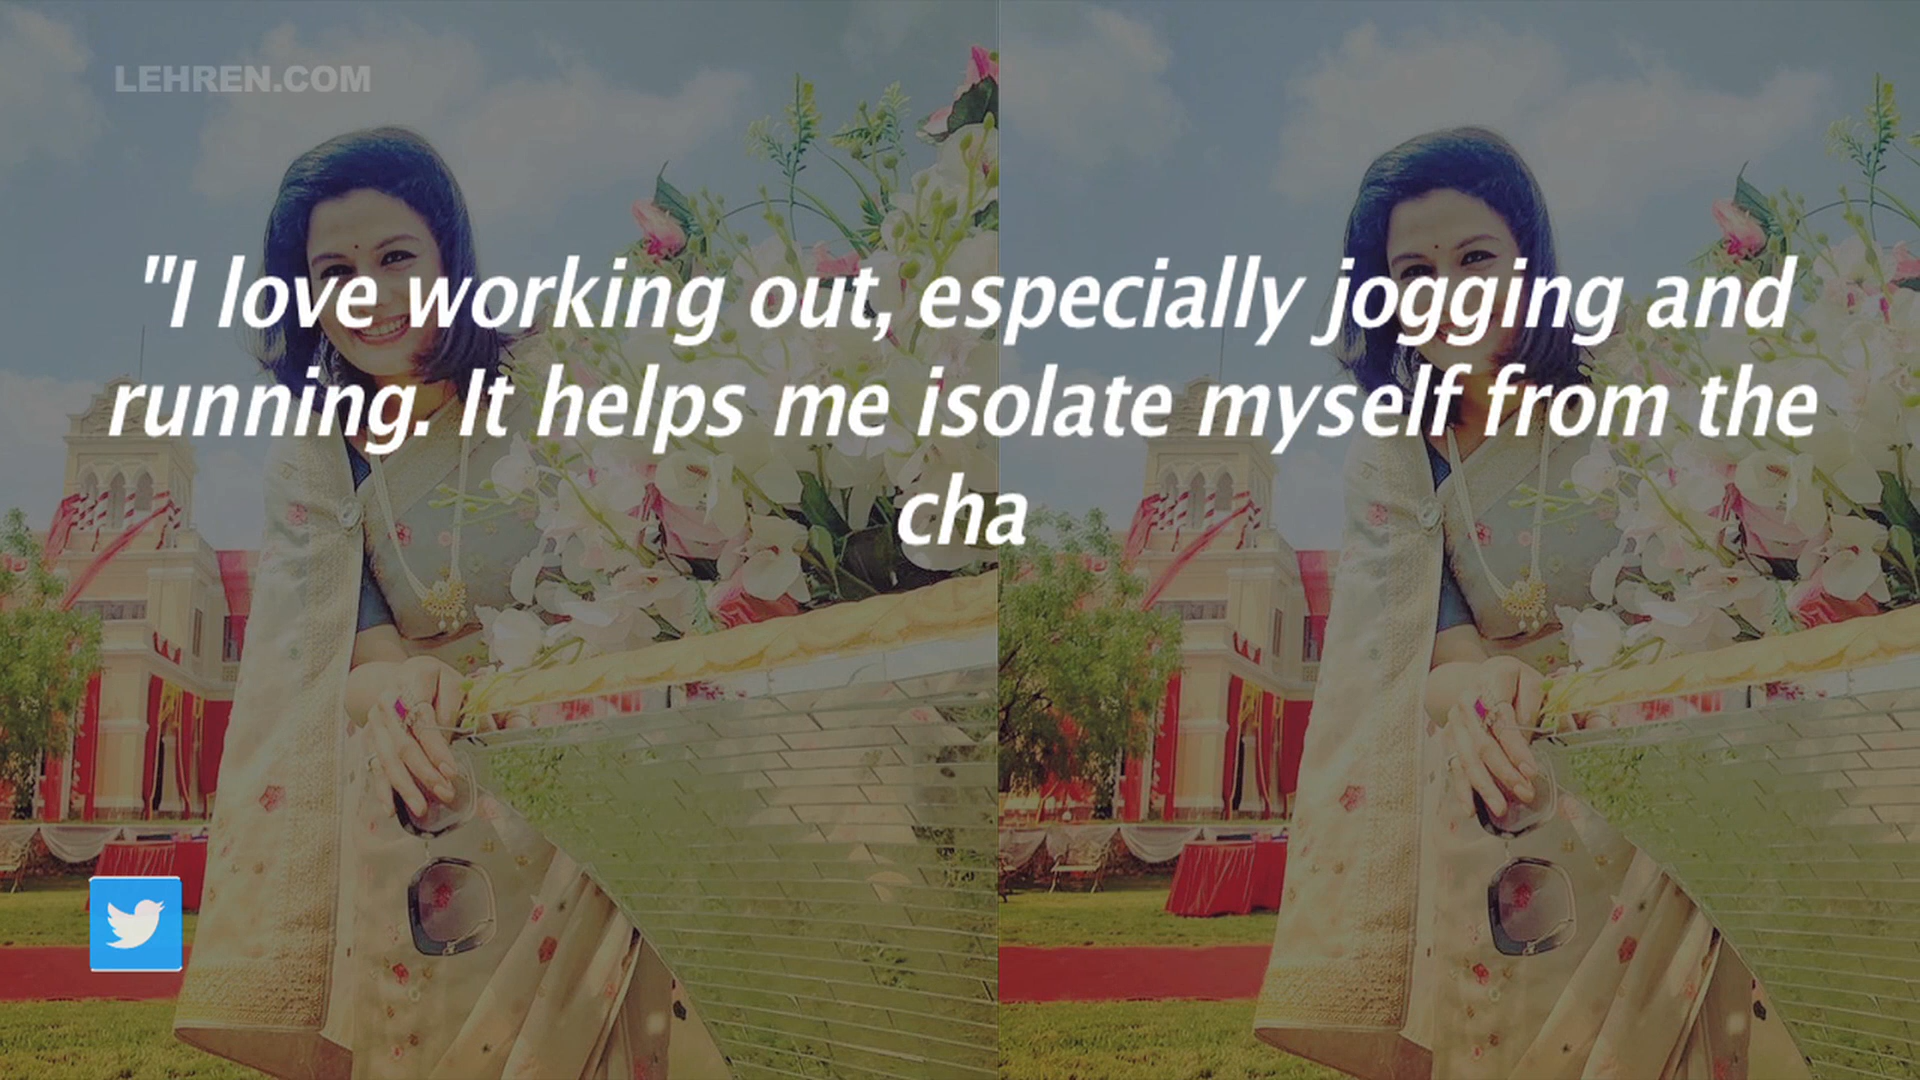 LEHREN.COM
"I love working out, especially jogging and
running. It helps me isolate myself from the
cha